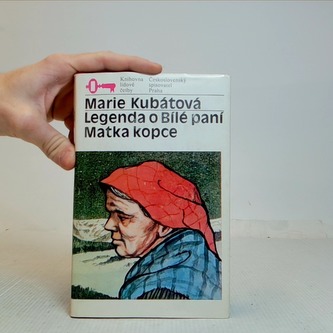 Knihovna Československý
lidové spisovatel
četby Praha
Marie Kubátová
Legenda o Bílé paní
Matka kopce